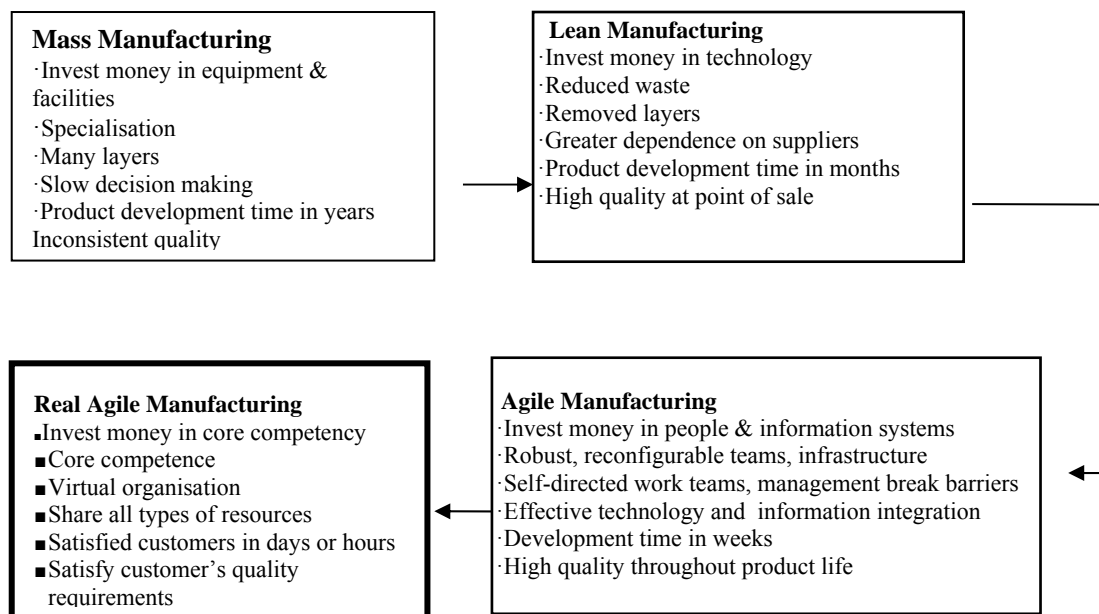 Mass Manufacturing
·Invest money in equipment &
facilities
·Specialisation
·Many layers
·Slow decision making
·Product development time in years
Inconsistent quality
Lean Manufacturing
·Invest money in technology
·Reduced waste
·Removed layers
·Greater dependence on suppliers
·Product development time in months
·High quality at point of sale
Agile Manufacturing
·Invest money in people & information systems
·Robust, reconfigurable teams, infrastructure
·Self-directed work teams, management break barriers
·Effective technology and information integration
·Development time in weeks
·High quality throughout product life
Real Agile Manufacturing
■Invest money in core competency
■Core competence
■Virtual organisation
■Share all types of resources
■Satisfied customers in days or hours
■Satisfy customer's quality
requirements